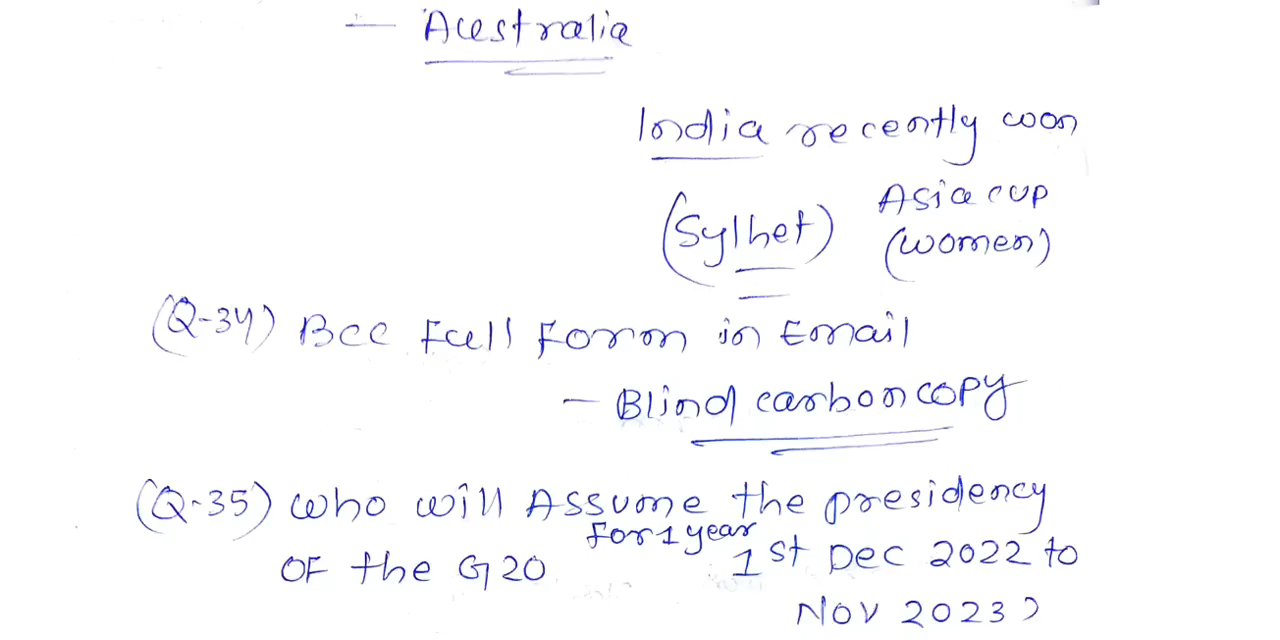 — Australia
India recently won
(Sylhet) Asia cup
(women)
(Q-34) Bcc Full Form in Email
— Blind carbon copy
(Q-35) who will Assume the presidency
For 1 year
OF the G20 1st Dec 2022 to
Nov 2023)